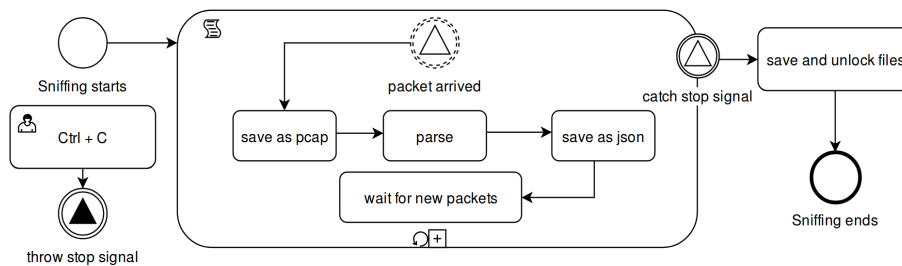 Sniffing starts
Ctrl + C
throw stop signal
packet arrived
save as pcap
parse
save as json
wait for new packets
catch stop signal
save and unlock files
Sniffing ends